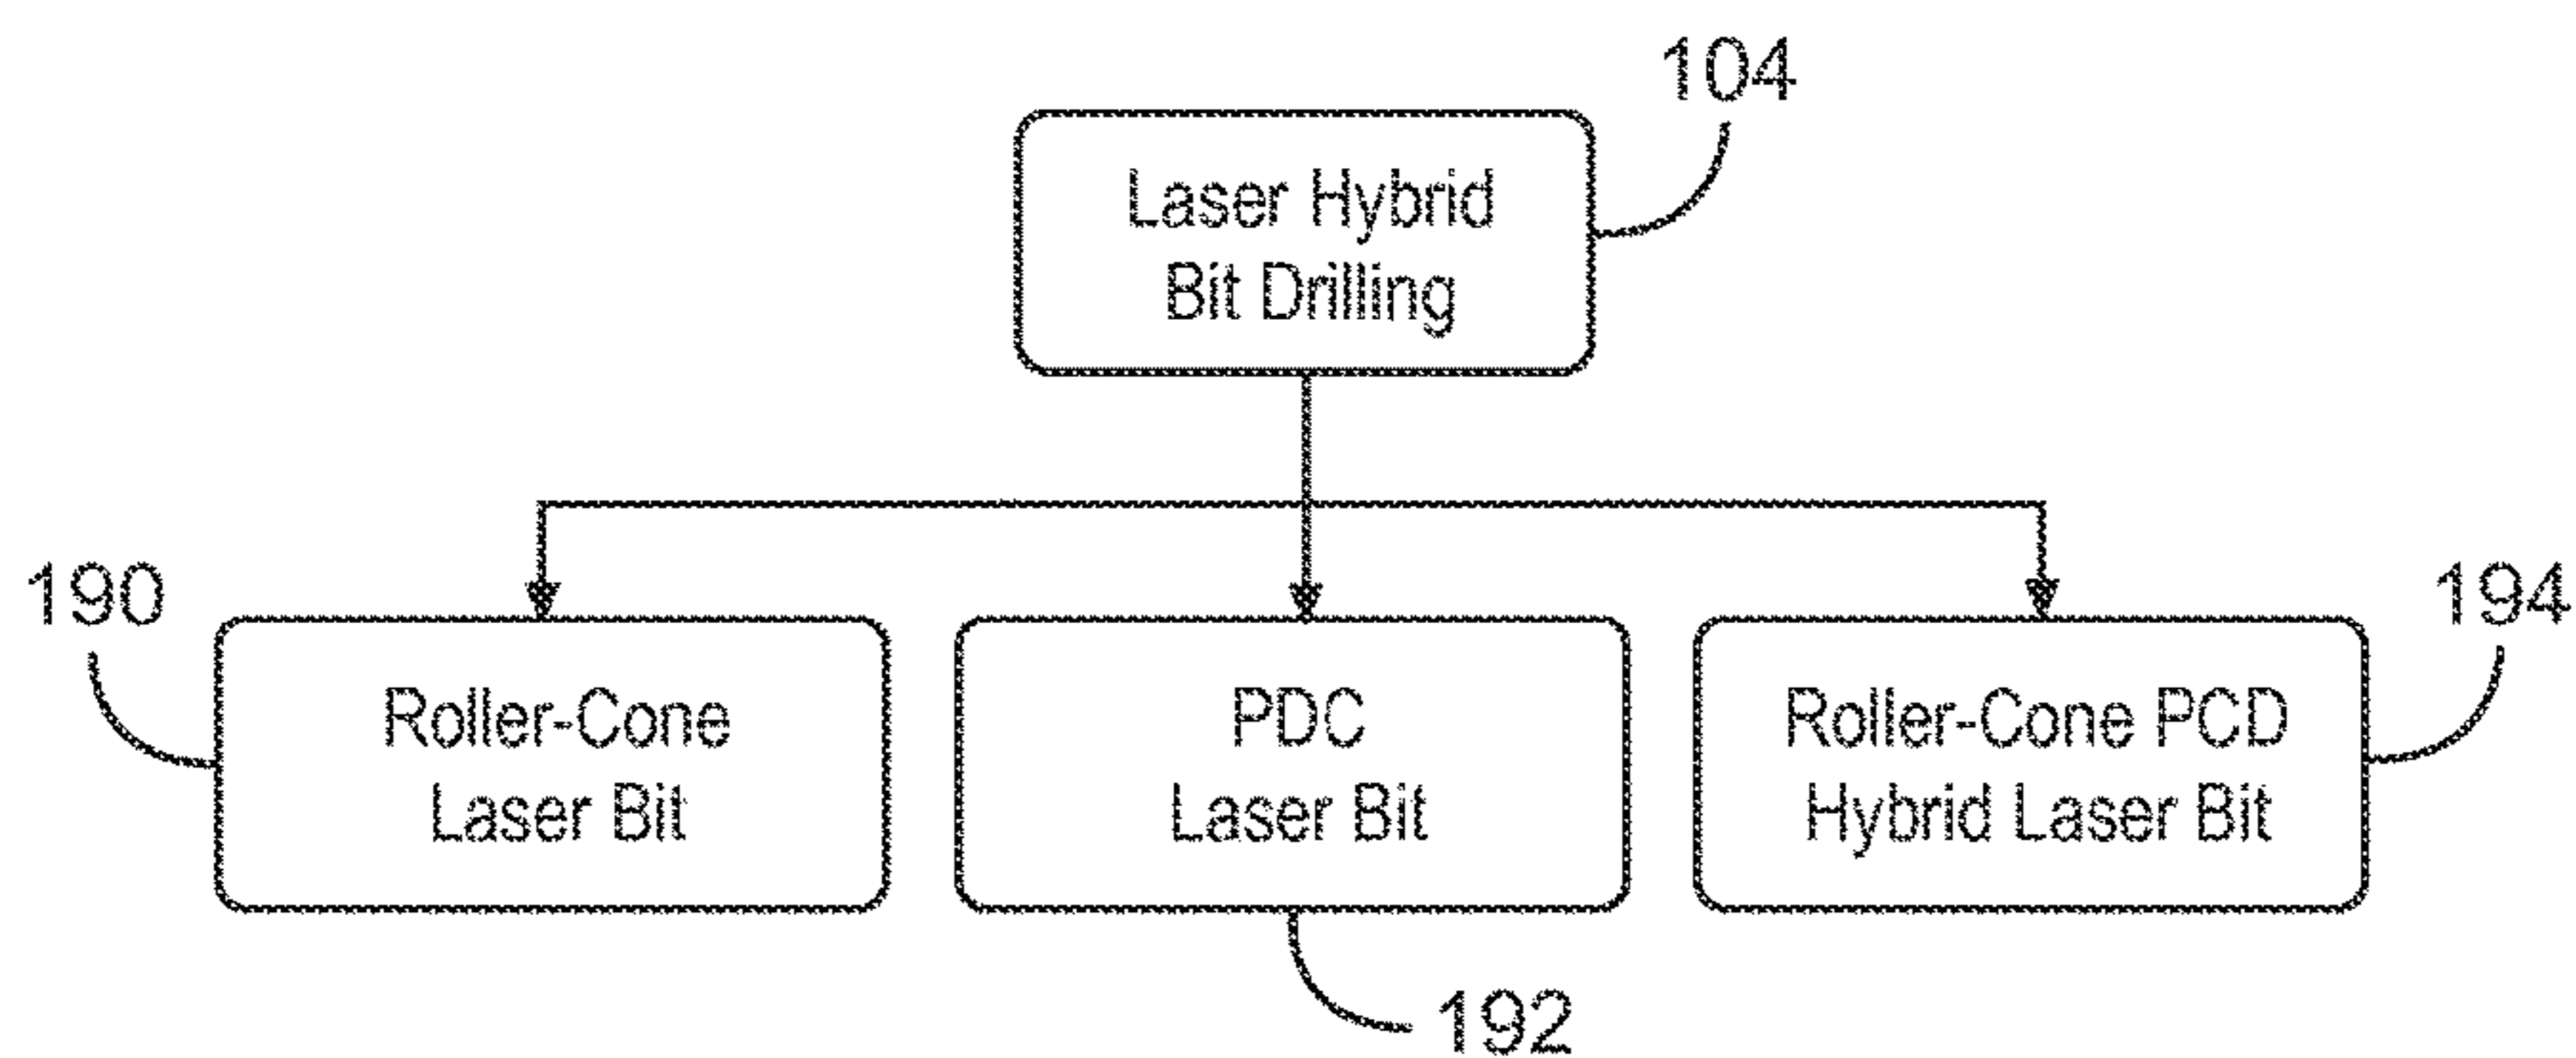 104
Laser Hybrid
Bit Drilling
190
194
Roller-Cone
Laser Bit
PDC
Laser Bit
Roller-Cone PCD
Hybrid Laser Bit
192